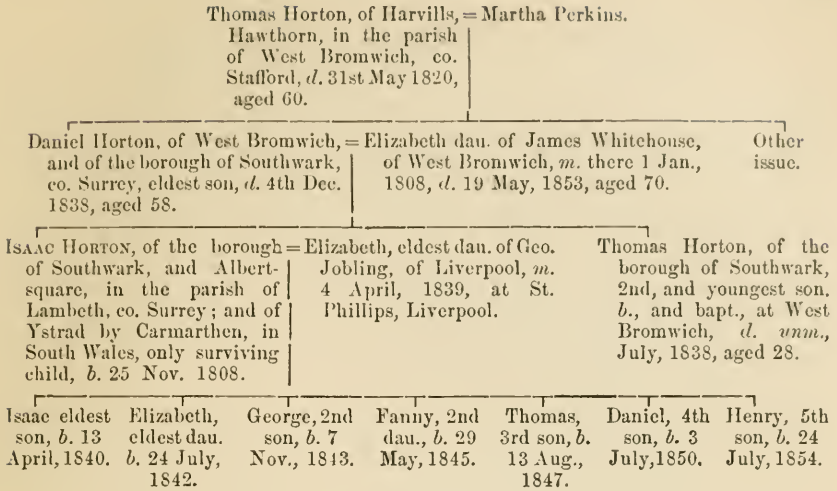 Thomas Horton, of Harvills, = Martha Perkins.
Hawthorn, in the parish
of West Bromwich, co.
Stafford, d. 31st May 1820,
aged 60.
Daniel Horton, of West Bromwich, =
and of the borough of Southwark,
co. Surrey, eldest son, d. 4th Dec.
1838, aged 58.
Elizabeth dau. of James Whitehouse,
of West Bromwich, m. there 1 Jan.,
1808, d. 19 May, 1853, aged 70.
Other
issue.
ISAAC HORTON, of the borough =
of Southwark, and Albert-
square, in the parish of
Lambeth, co. Surrey; and of
Ystrad by Carmarthen, in
South Wales, only surviving
child, b. 25 Nov. 1808.
Elizabeth, eldest dau. of Geo.
Jobling, of Liverpool, m.
4 April, 1839, at St.
Phillips, Liverpool.
Thomas Horton, of the
borough of Southwark,
2nd, and youngest son.
b., and bapt., at West
Bromwich, d. unm.,
July, 1838, aged 28.
Isaac eldest
son, b. 13
April, 1840.
Elizabeth,
eldest dau.
b. 24 July,
1842.
George, 2nd
son, b. 7
Nov., 1843.
Fanny, 2nd
dau., b. 29
May, 1845.
Thomas,
3rd son, b.
13 Aug.,
1847.
Daniel, 4th
son, b. 3
July, 1850.
Henry, 5th
son, b. 24
July, 1854.